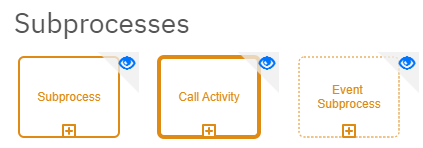 Subprocesses
Subprocess
Call Activity
Event
Subprocess